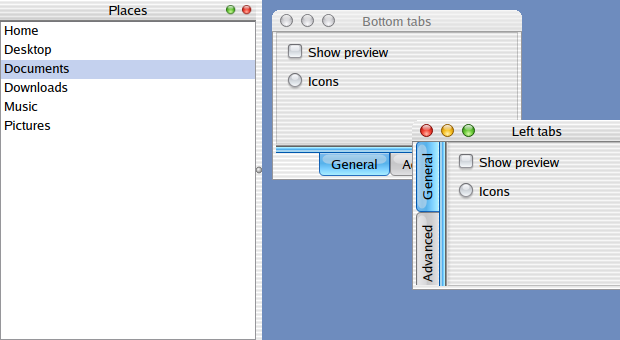 Places
Home
Desktop
Documents
Downloads
Music
Pictures
Bottom tabs
Show preview
Icons
General
Left tabs
General
Advanced
Show preview
Icons